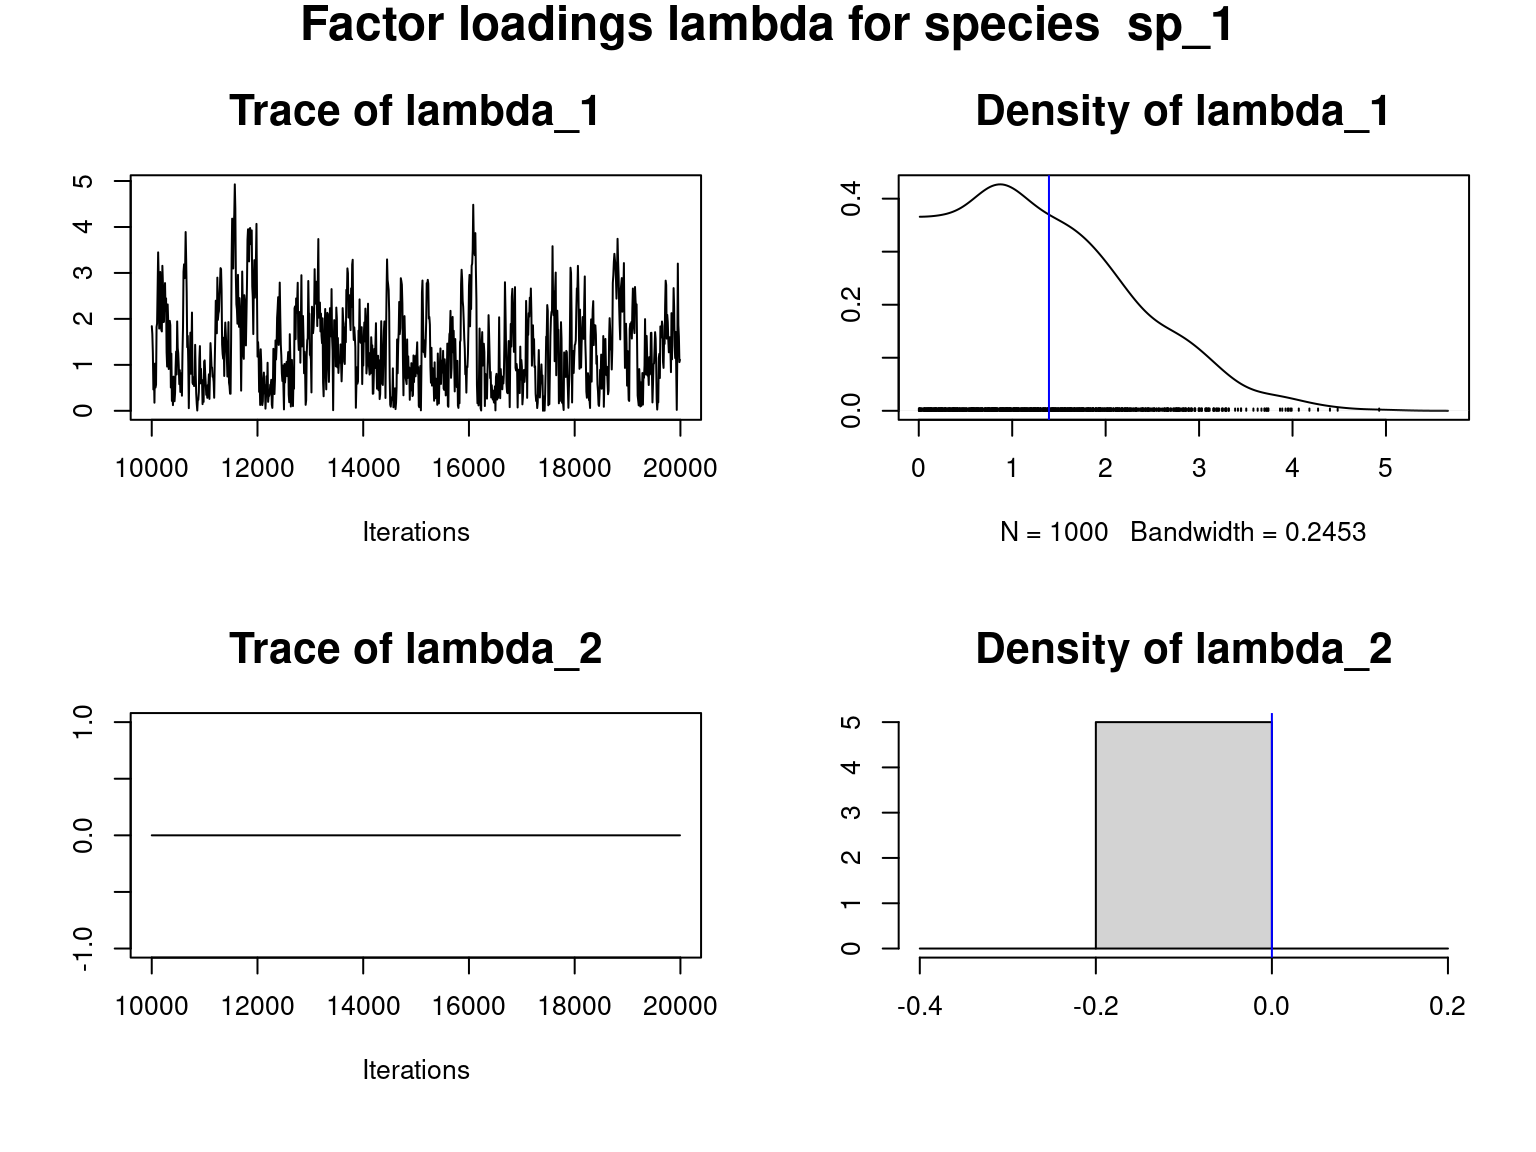 Factor loadings lambda for species  sp_1
Trace of lambda_1
5
4
3
2
1
0
10000 12000 14000 16000 18000 20000
Iterations
Density of lambda_1
0.4
0.2
0.0
0 1 2 3 4 5
N = 1000   Bandwidth = 0.2453
Trace of lambda_2
1.0
0.0
-1.0
10000 12000 14000 16000 18000 20000
Iterations
Density of lambda_2
5
4
3
2
1
0
-0.4 -0.2 0.0 0.2